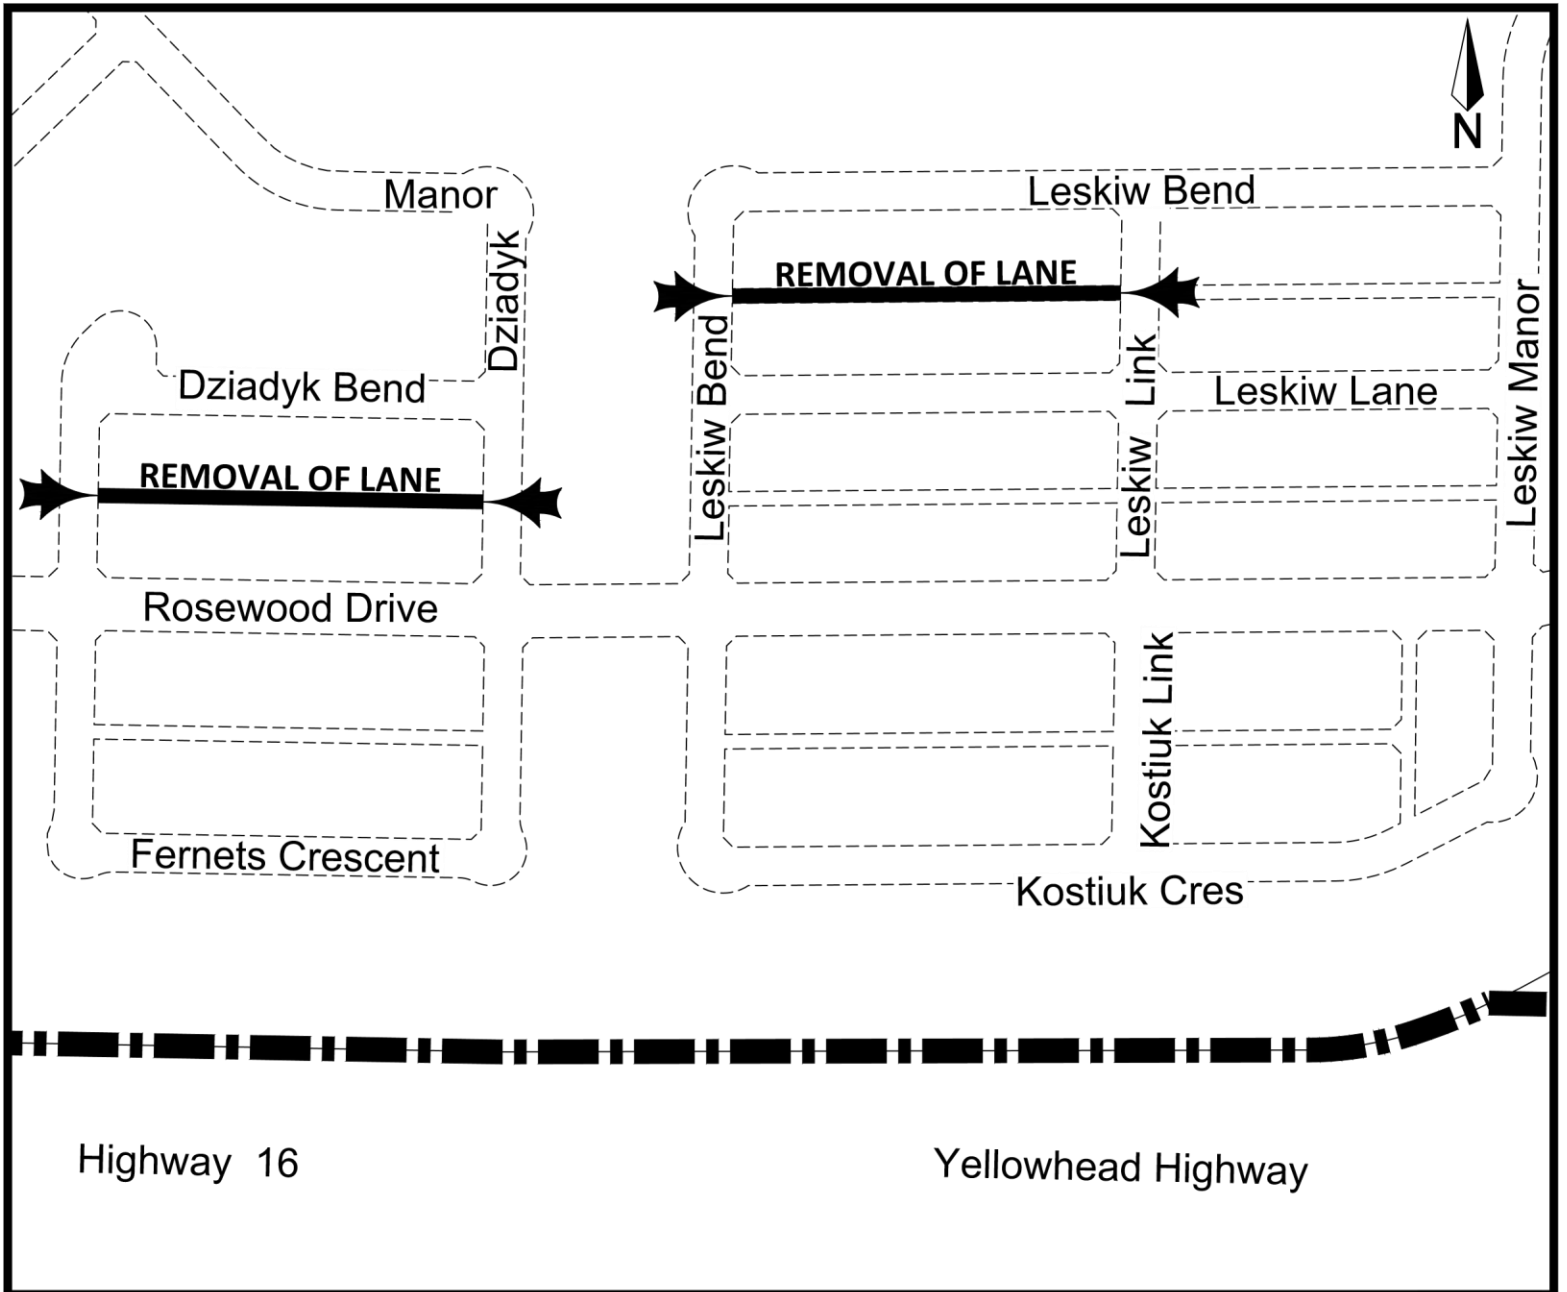 N
Manor
Leskiw Bend
Dziadyk
REMOVAL OF LANE
Leskiw Bend
Leskiw Link
Leskiw Manor
Dziadyk Bend
Leskiw Lane
REMOVAL OF LANE
Rosewood Drive
Kostiuk Link
Fernets Crescent
Kostiuk Cres
Highway 16
Yellowhead Highway